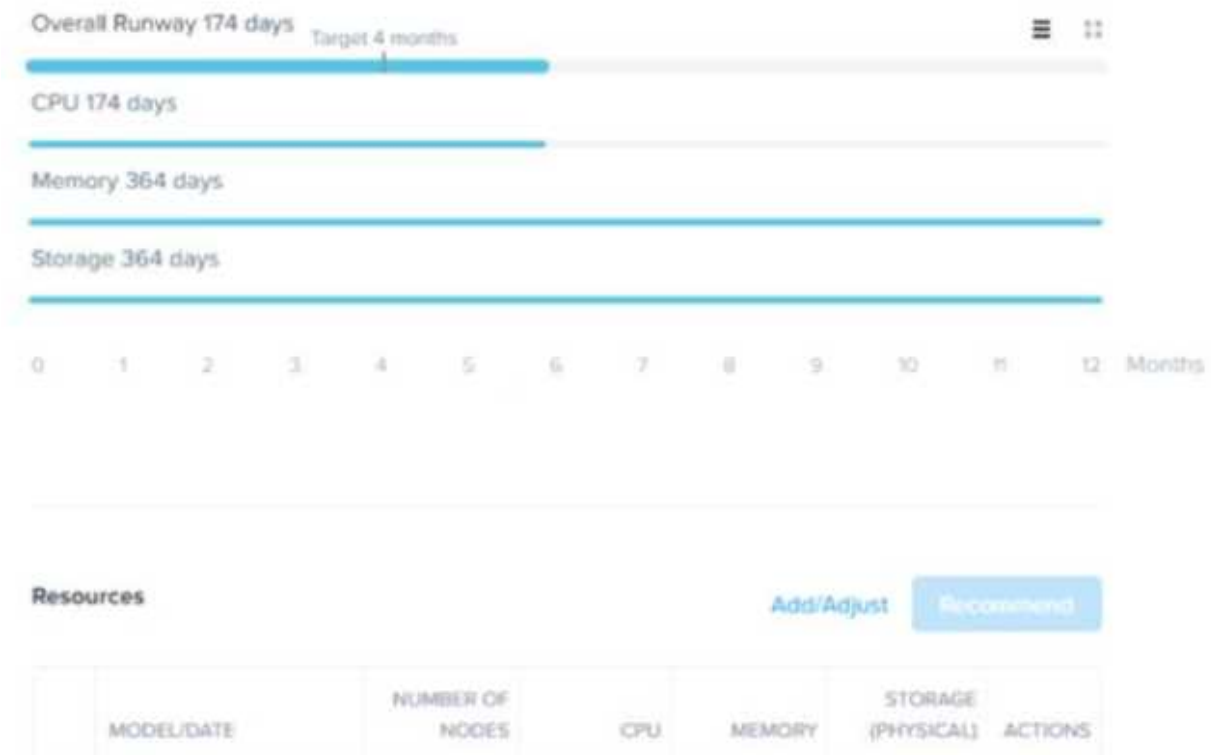 Overall Runway 174 days
Target 4 months
CPU 174 days
Memory 364 days
Storage 364 days
0 1 2 3 4 5 6 7 8 9 10 11 12 Months
Resources
Add/Adjust
Recommend
NUMBER OF STORAGE
MODEL/DATE NODES CPU MEMORY (PHYSICAL) ACTIONS